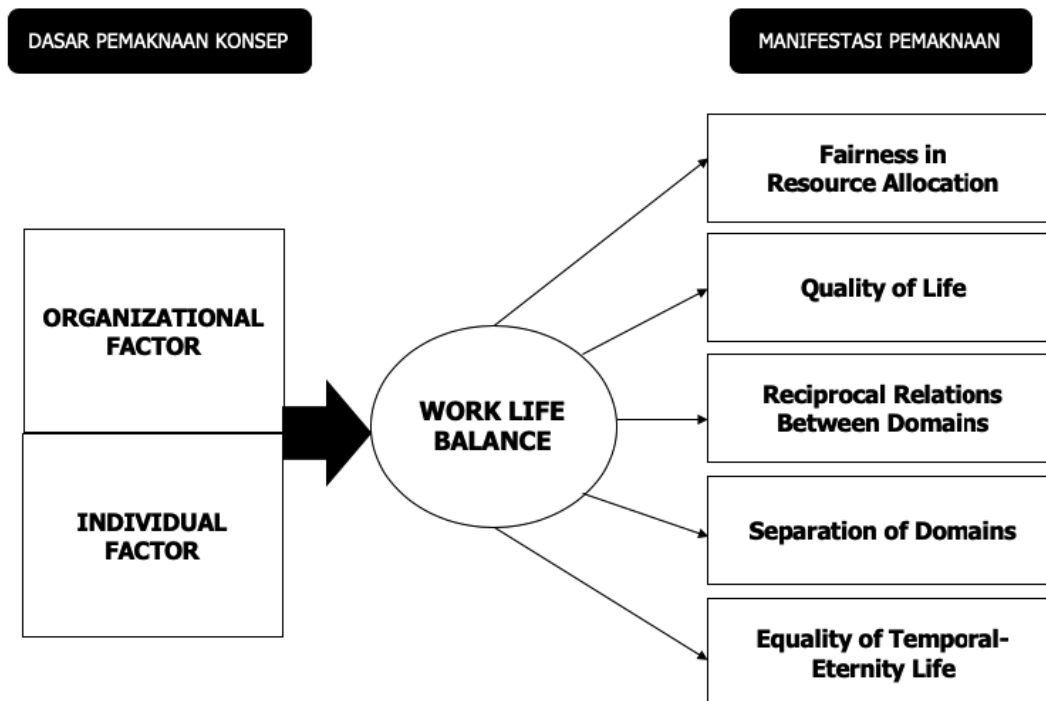 DASAR PEMAKNAAN KONSEP
MANIFESTASI PEMAKNAAN
ORGANIZATIONAL
FACTOR
INDIVIDUAL
FACTOR
WORK LIFE
BALANCE
Fairness in
Resource Allocation
Quality of Life
Reciprocal Relations
Between Domains
Separation of Domains
Equality of Temporal-
Eternity Life